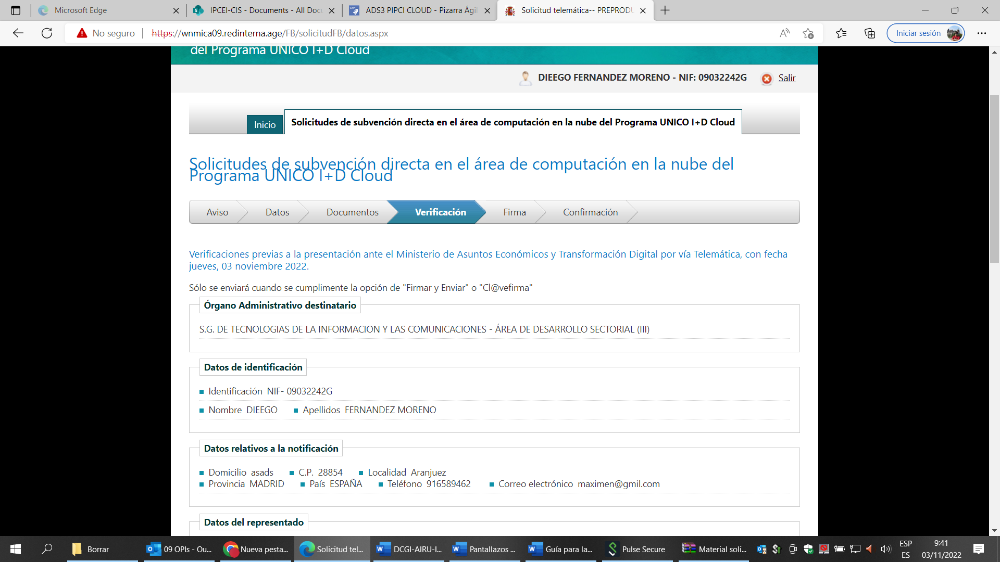 Microsoft Edge
IPCEI-CIS - Documents - All Doc
ADS3 PIPCI CLOUD - Pizarra Ágil
Solicitud telemática-- PREPRODU
No seguro
https://wnmica09.redinterna.age/FB/solicitudFB/datos.aspx
Iniciar sesión
del Programa UNICO I+D Cloud
DIEEGO FERNANDEZ MORENO - NIF: 09032242G
Salir
Inicio
Solicitudes de subvención directa en el área de computación en la nube del Programa UNICO I+D Cloud
Solicitudes de subvención directa en el área de computación en la nube del
Programa UNICO I+D Cloud
Aviso
Datos
Documentos
Verificación
Firma
Confirmación
Verificaciones previas a la presentación ante el Ministerio de Asuntos Económicos y Transformación Digital por vía Telemática, con fecha
jueves, 03 noviembre 2022.
Sólo se enviará cuando se cumplimente la opción de "Firmar y Enviar" o "Cl@vefirma"
Órgano Administrativo destinatario
S.G. DE TECNOLOGIAS DE LA INFORMACION Y LAS COMUNICACIONES - ÁREA DE DESARROLLO SECTORIAL (III)
Datos de identificación
Identificación NIF- 09032242G
Nombre DIEEGO Apellidos FERNANDEZ MORENO
Datos relativos a la notificación
Domicilio asads C.P. 28854 Localidad Aranjuez
Provincia MADRID País ESPAÑA Teléfono 916589462 Correo electrónico maximen@gmil.com
Datos del representado
Borrar
09 OPIs - Ou...
Nueva pesta...
Solicitud tel...
DCGI-AIRU-I...
Pantallazos ...
Guía para la...
Pulse Secure
Material soli...
ESP
ES
9:41
03/11/2022